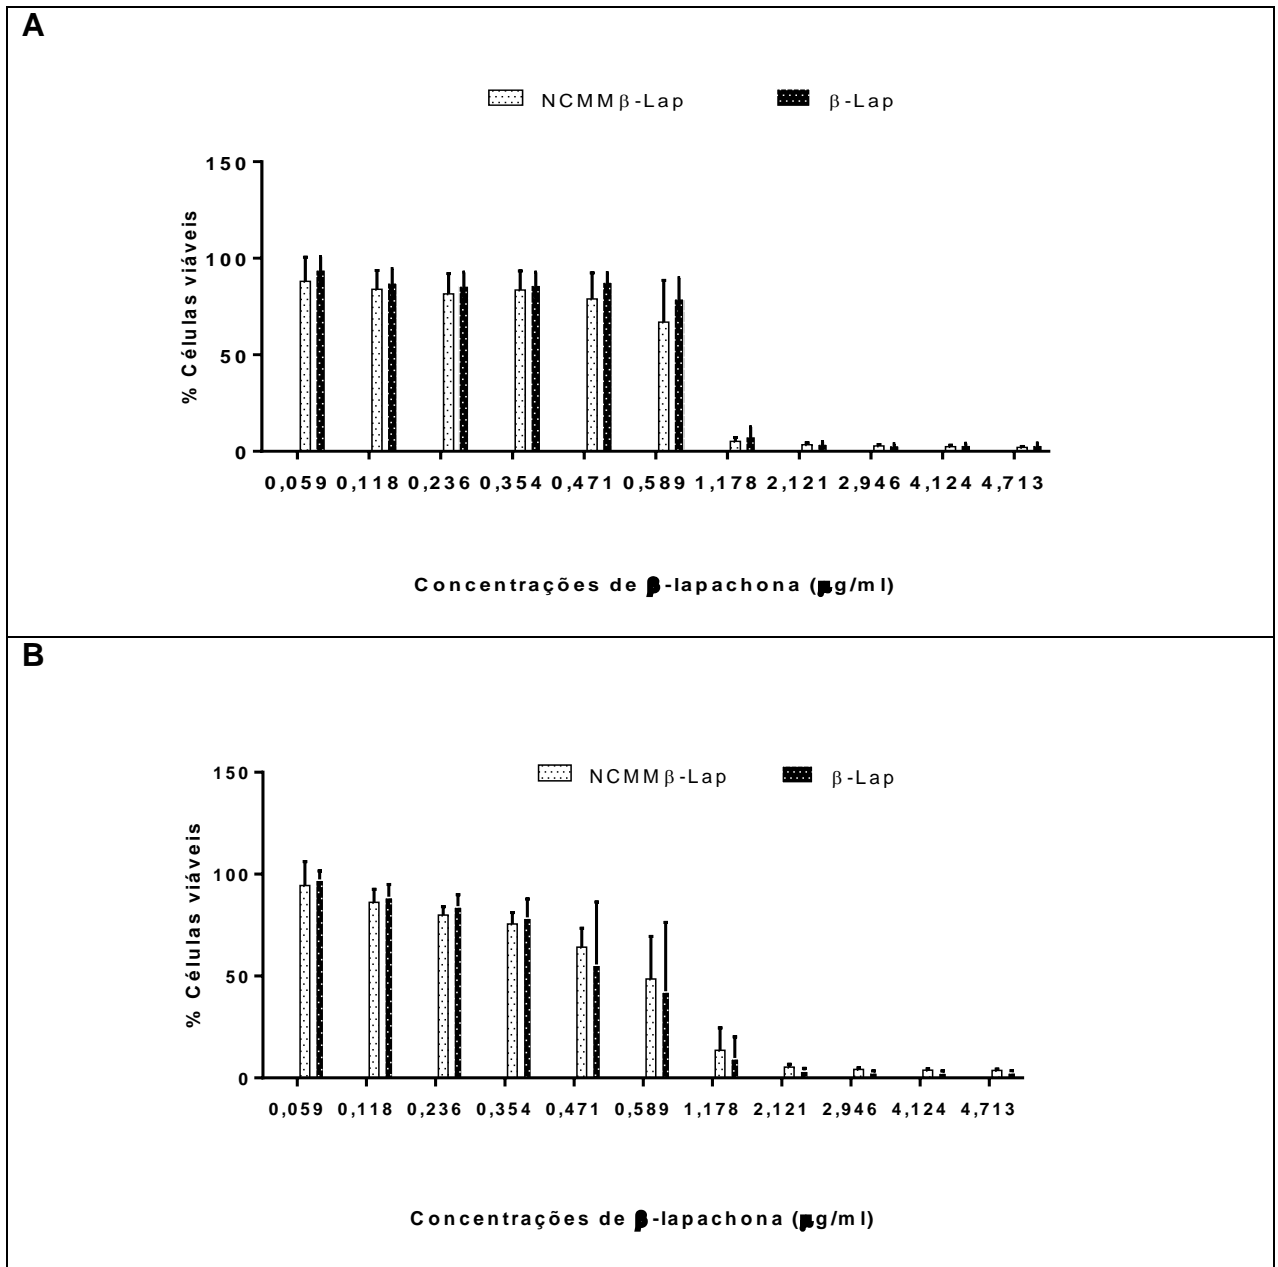 A
NCMMβ-Lap β-Lap
150
100
50
0
% Células viáveis
0,059 0,118 0,236 0,354 0,471 0,589 1,178 2,121 2,946 4,124 4,713
Concentrações de β-lapachona (µg/ml)
B
NCMMβ-Lap β-Lap
150
100
50
0
% Células viáveis
0,059 0,118 0,236 0,354 0,471 0,589 1,178 2,121 2,946 4,124 4,713
Concentrações de β-lapachona (µg/ml)